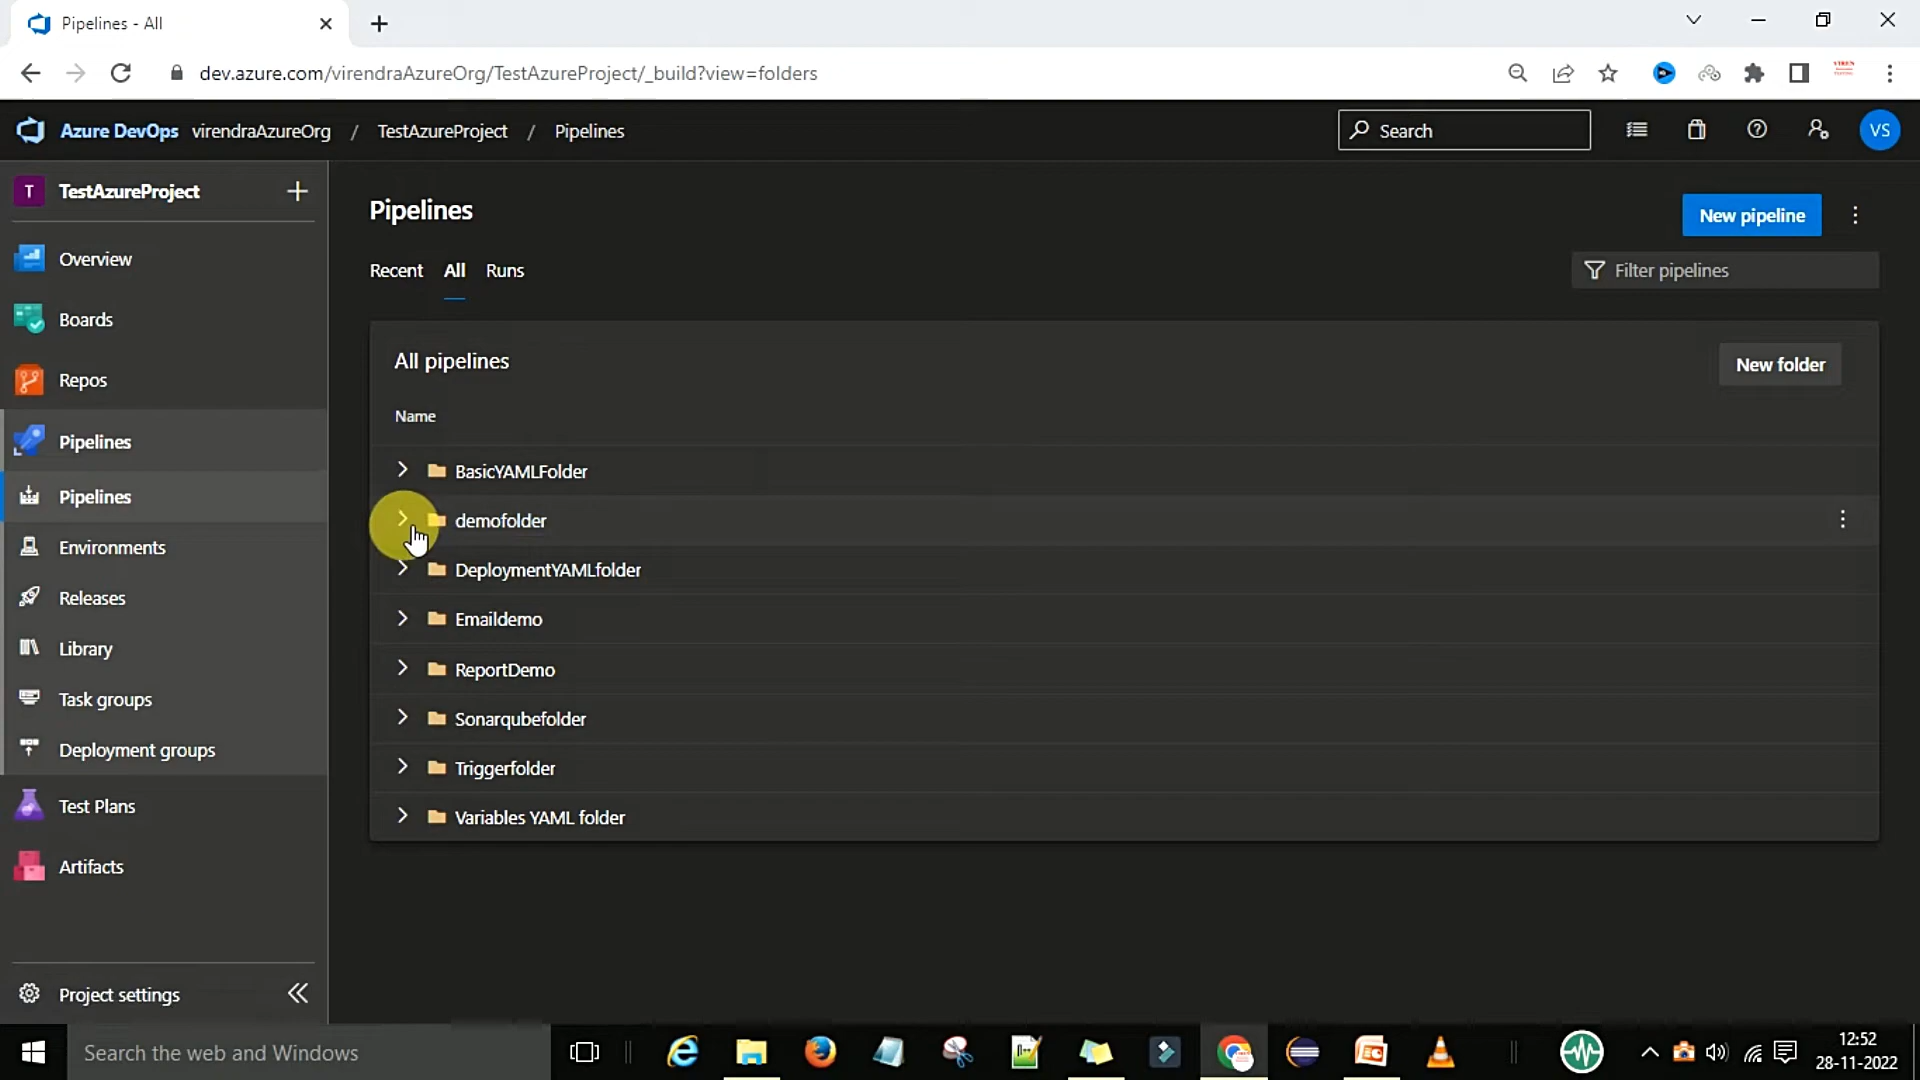 Pipelines - All
dev.azure.com/virendraAzureOrg/TestAzureProject/_build?view=folders
Azure DevOps virendraAzureOrg / TestAzureProject / Pipelines
Search
VS
T TestAzureProject
Overview
Boards
Repos
Pipelines
Pipelines
Environments
Releases
Library
Task groups
Deployment groups
Test Plans
Artifacts
Project settings
Pipelines
New pipeline
Recent All Runs
Filter pipelines
All pipelines
New folder
Name
BasicYAMLFolder
demofolder
DeploymentYAMLfolder
Emaildemo
ReportDemo
Sonarqubefolder
Triggerfolder
Variables YAML folder
Search the web and Windows
12:52
28-11-2022